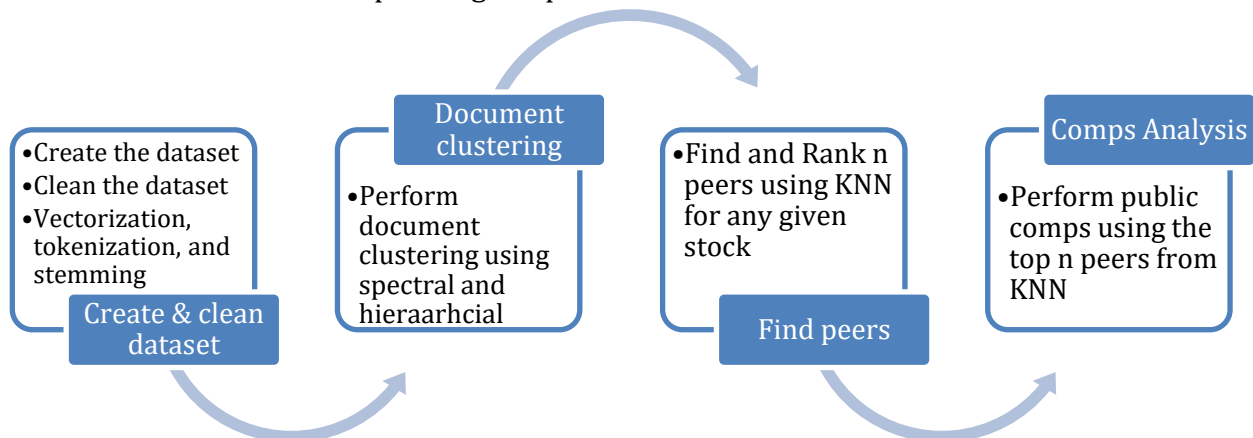 •Create the dataset
•Clean the dataset
•Vectorization,
tokenization, and
stemming
Create & clean
dataset
Document
clustering
•Perform
document
clustering using
spectral and
hieraarhcial
•Find and Rank n
peers using KNN
for any given
stock
Find peers
Comps Analysis
•Perform public
comps using the
top n peers from
KNN